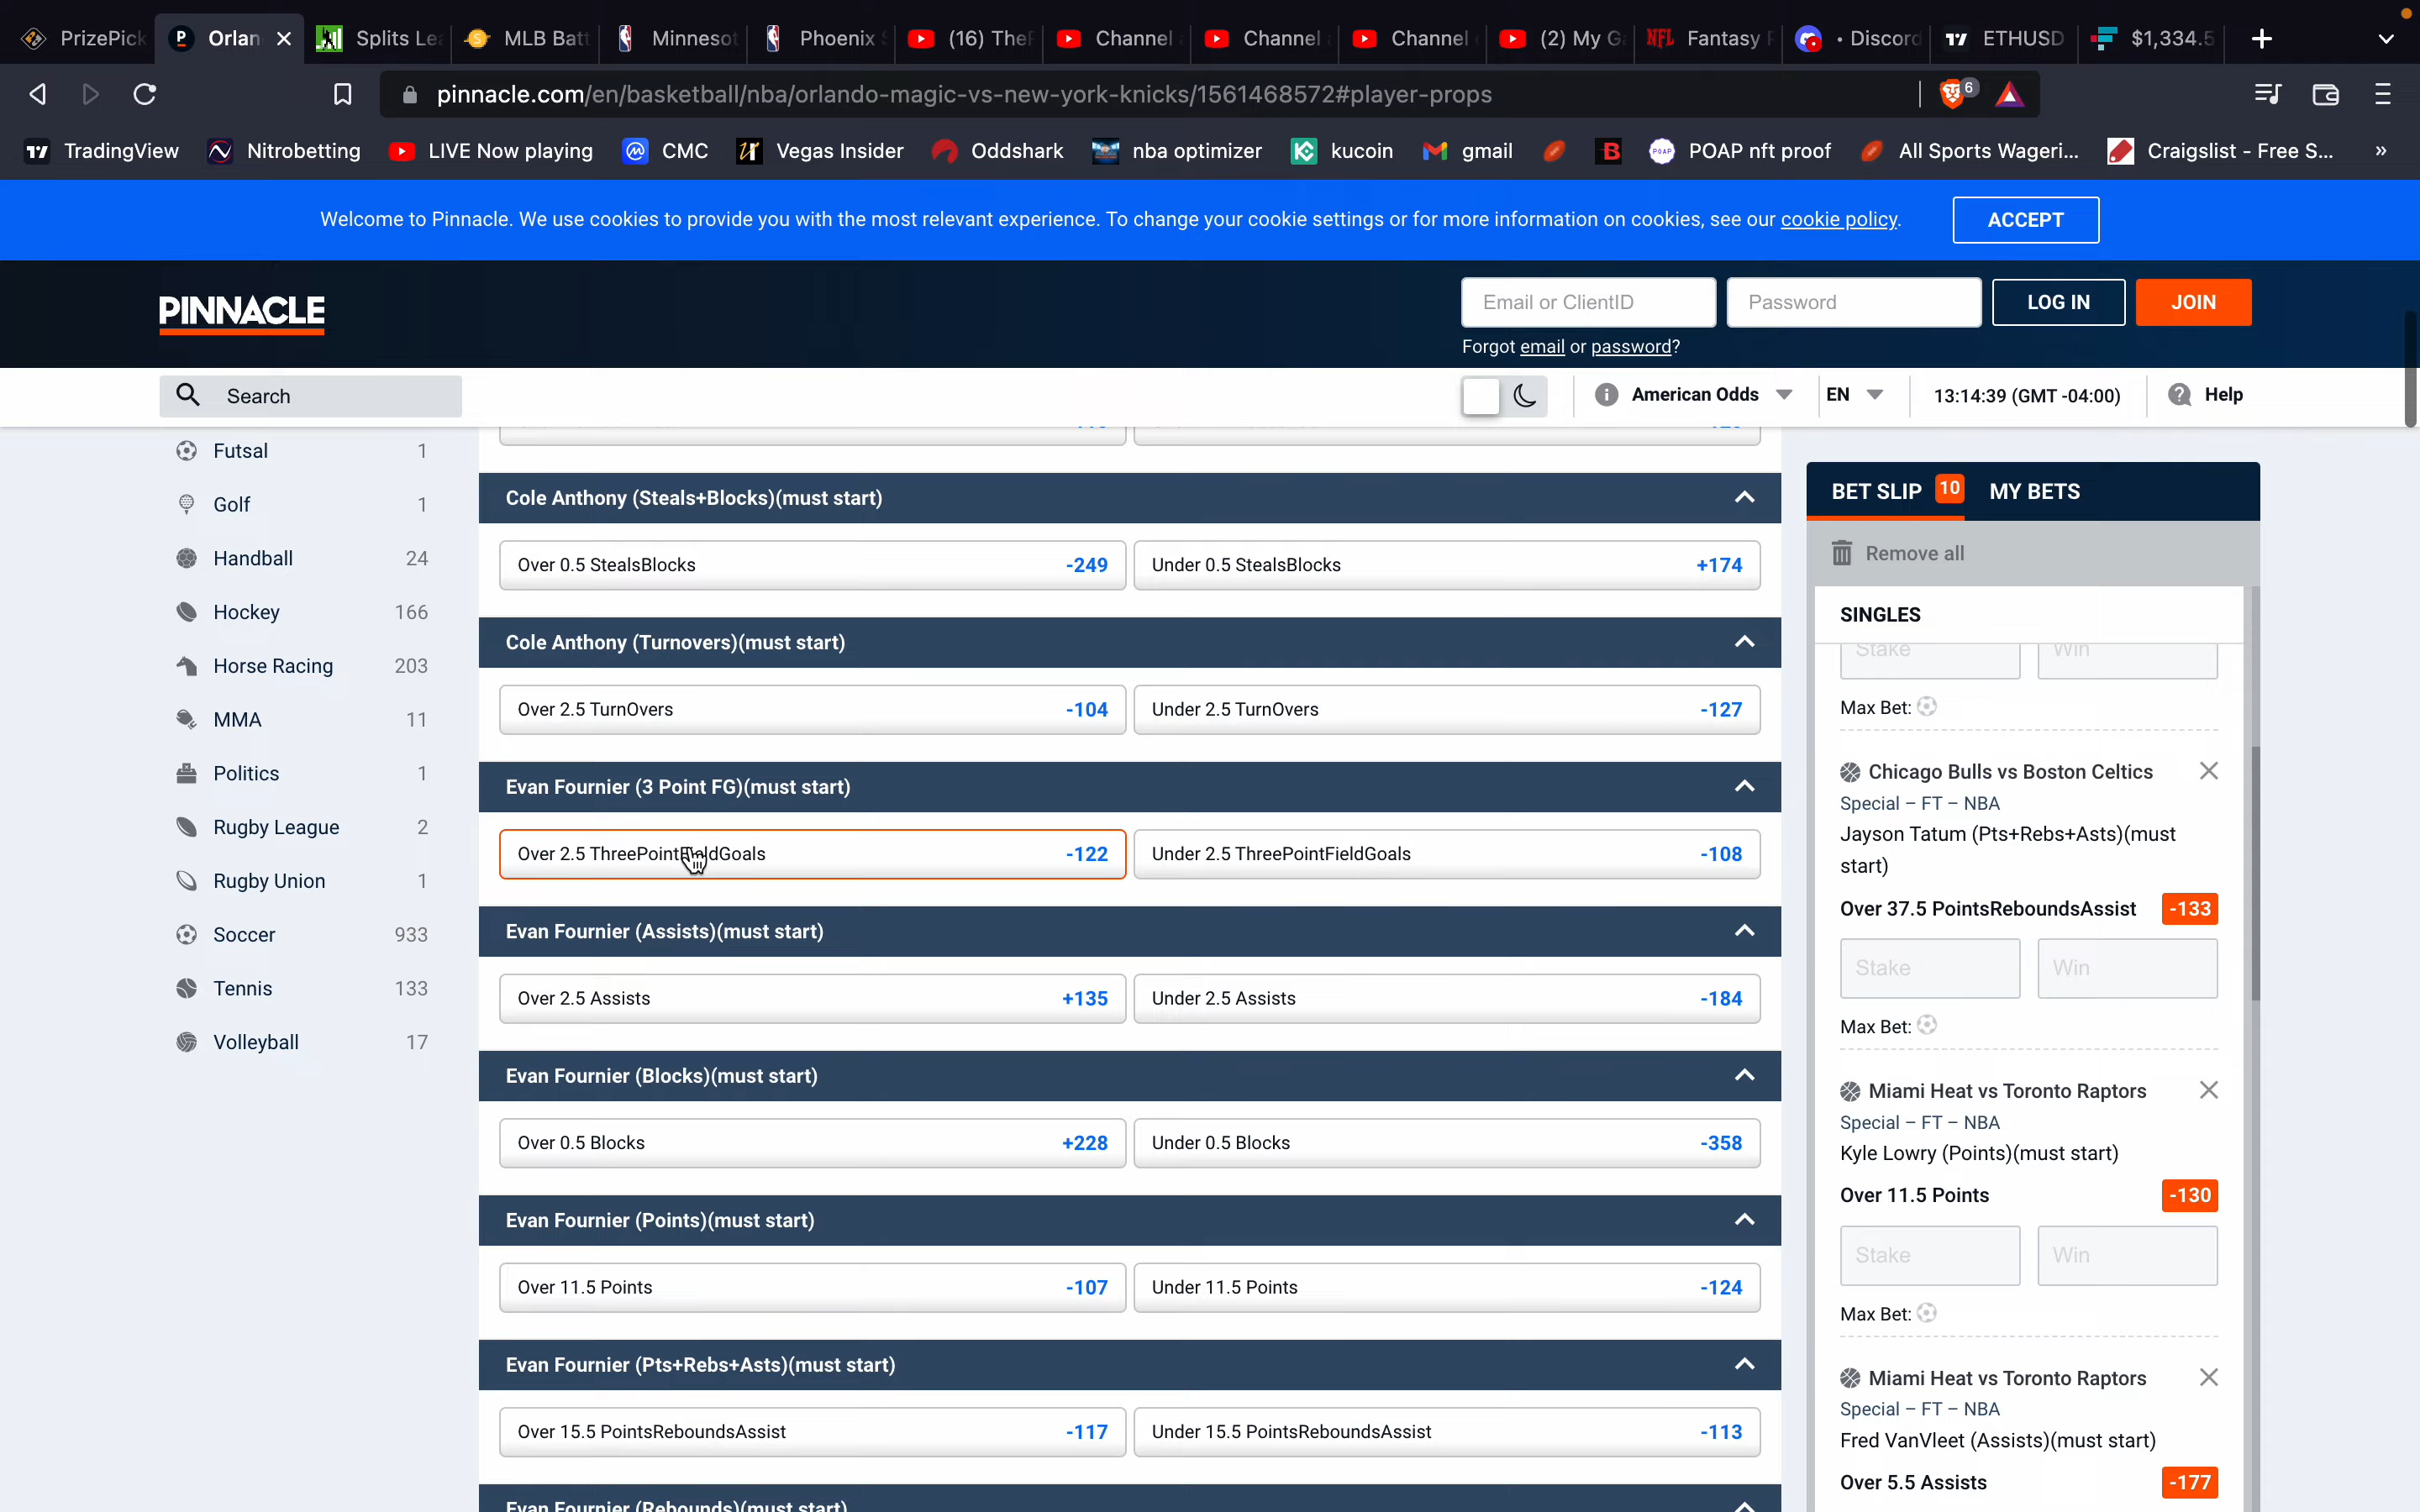 PrizePick
Orlan
Splits Le
MLB Bat
Minnesot
Phoenix
(16) The
Channel
Channel
Channel
(2) My G
Fantasy
Discord
ETHUSD
$1,334.5
pinnacle.com/en/basketball/nba/orlando-magic-vs-new-york-knicks/1561468572#player-props
6
TradingView
Nitrobetting
LIVE Now playing
CMC
Vegas Insider
Oddshark
nba optimizer
kucoin
gmail
POAP nft proof
All Sports Wageri...
Craigslist - Free S...
»
Welcome to Pinnacle. We use cookies to provide you with the most relevant experience. To change your cookie settings or for more information on cookies, see our cookie policy.
ACCEPT
PINNACLE
Email or ClientID
Password
LOG IN
JOIN
Forgot email or password?
Search
American Odds
EN
13:14:39 (GMT -04:00)
Help
Futsal 1
Golf 1
Handball 24
Hockey 166
Horse Racing 203
MMA 11
Politics 1
Rugby League 2
Rugby Union 1
Soccer 933
Tennis 133
Volleyball 17
Cole Anthony (Steals+Blocks)(must start)
Over 0.5 StealsBlocks -249
Under 0.5 StealsBlocks +174
Cole Anthony (Turnovers)(must start)
Over 2.5 TurnOvers -104
Under 2.5 TurnOvers -127
Evan Fournier (3 Point FG)(must start)
Over 2.5 ThreePointFieldGoals -122
Under 2.5 ThreePointFieldGoals -108
Evan Fournier (Assists)(must start)
Over 2.5 Assists +135
Under 2.5 Assists -184
Evan Fournier (Blocks)(must start)
Over 0.5 Blocks +228
Under 0.5 Blocks -358
Evan Fournier (Points)(must start)
Over 11.5 Points -107
Under 11.5 Points -124
Evan Fournier (Pts+Rebs+Asts)(must start)
Over 15.5 PointsReboundsAssist -117
Under 15.5 PointsReboundsAssist -113
Evan Fournier (Rebounds)(must start)
BET SLIP 10
MY BETS
Remove all
SINGLES
Stake
Win
Max Bet:
Chicago Bulls vs Boston Celtics
Special – FT – NBA
Jayson Tatum (Pts+Rebs+Asts)(must
start)
Over 37.5 PointsReboundsAssist -133
Stake
Win
Max Bet:
Miami Heat vs Toronto Raptors
Special – FT – NBA
Kyle Lowry (Points)(must start)
Over 11.5 Points -130
Stake
Win
Max Bet:
Miami Heat vs Toronto Raptors
Special – FT – NBA
Fred VanVleet (Assists)(must start)
Over 5.5 Assists -177